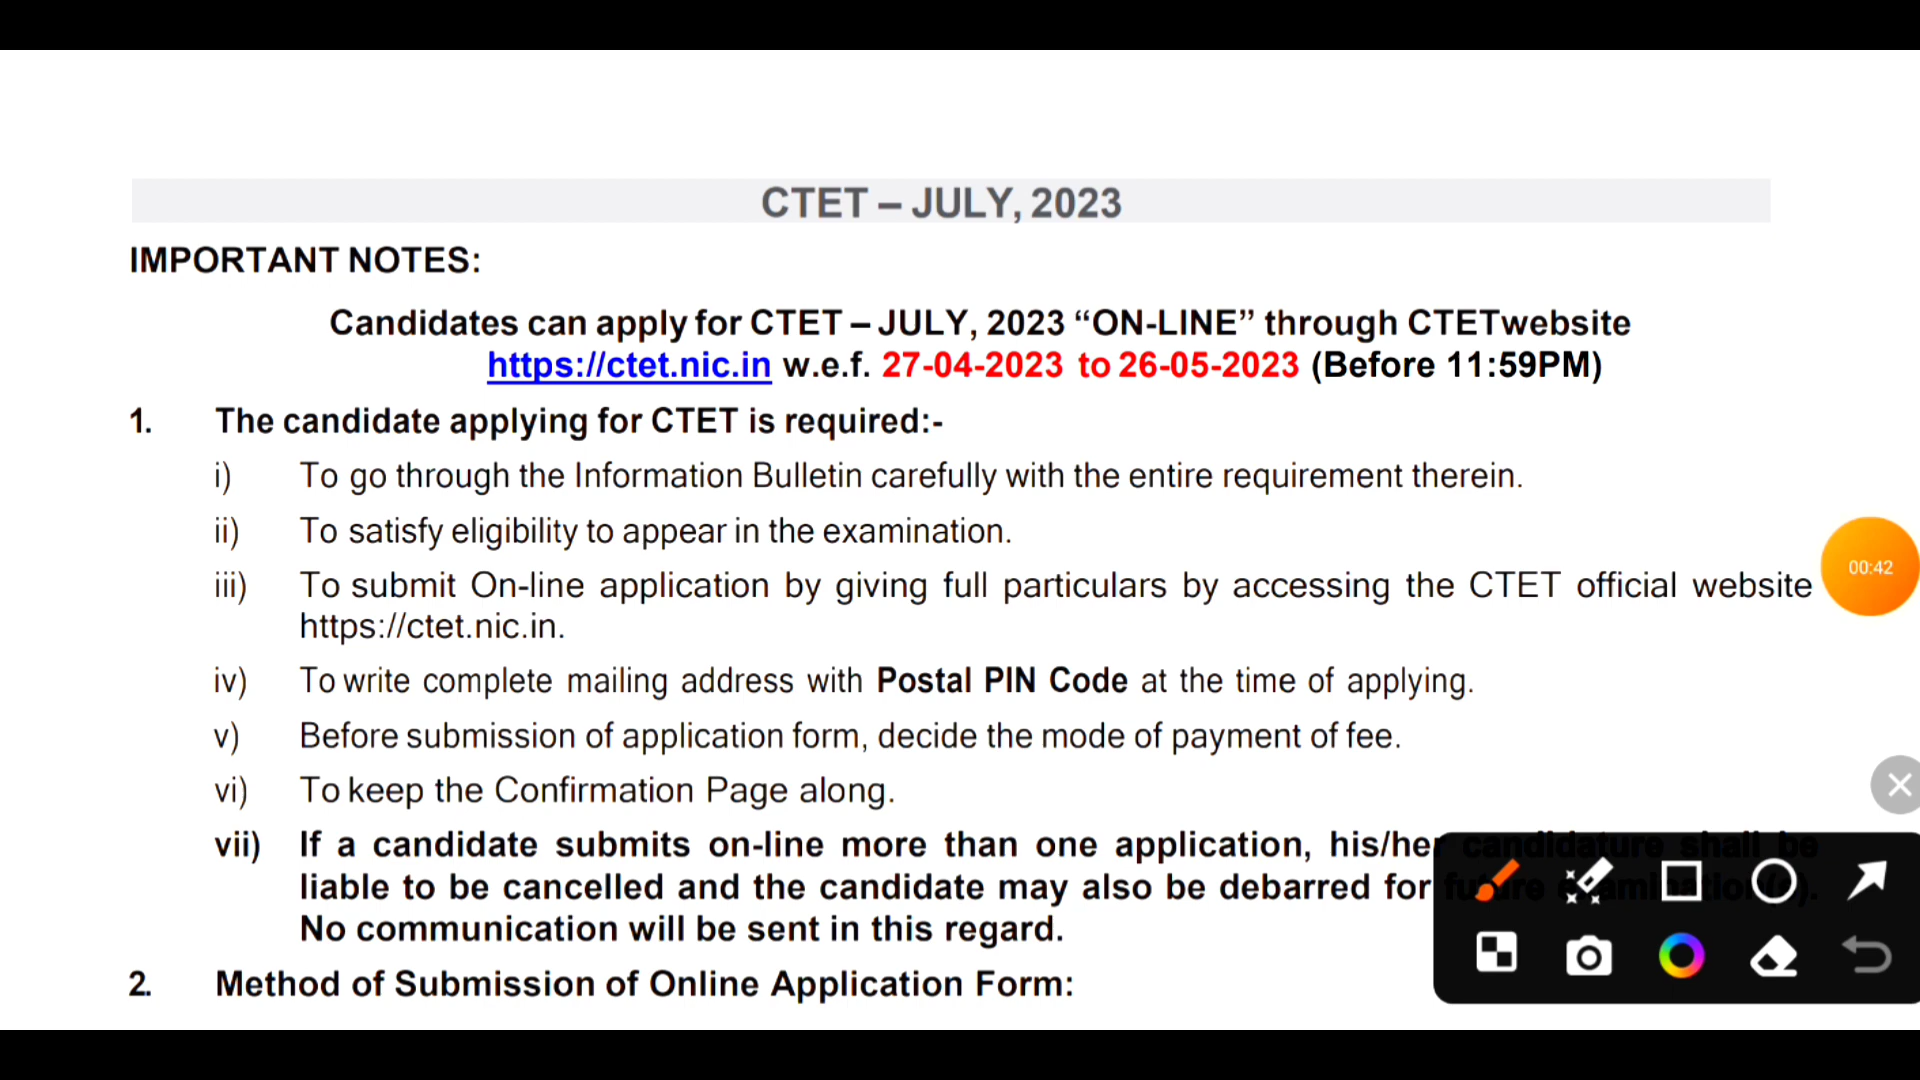 CTET – JULY, 2023
IMPORTANT NOTES:
Candidates can apply for CTET – JULY, 2023 “ON-LINE” through CTETwebsite
https://ctet.nic.in w.e.f. 27-04-2023 to 26-05-2023 (Before 11:59PM)
1. The candidate applying for CTET is required:-
i) To go through the Information Bulletin carefully with the entire requirement therein.
ii) To satisfy eligibility to appear in the examination.
iii) To submit On-line application by giving full particulars by accessing the CTET official website
https://ctet.nic.in.
00:42
iv) To write complete mailing address with Postal PIN Code at the time of applying.
v) Before submission of application form, decide the mode of payment of fee.
vi) To keep the Confirmation Page along.
vii) If a candidate submits on-line more than one application, his/her candidature shall be
liable to be cancelled and the candidate may also be debarred for future examination(s).
No communication will be sent in this regard.
2. Method of Submission of Online Application Form: